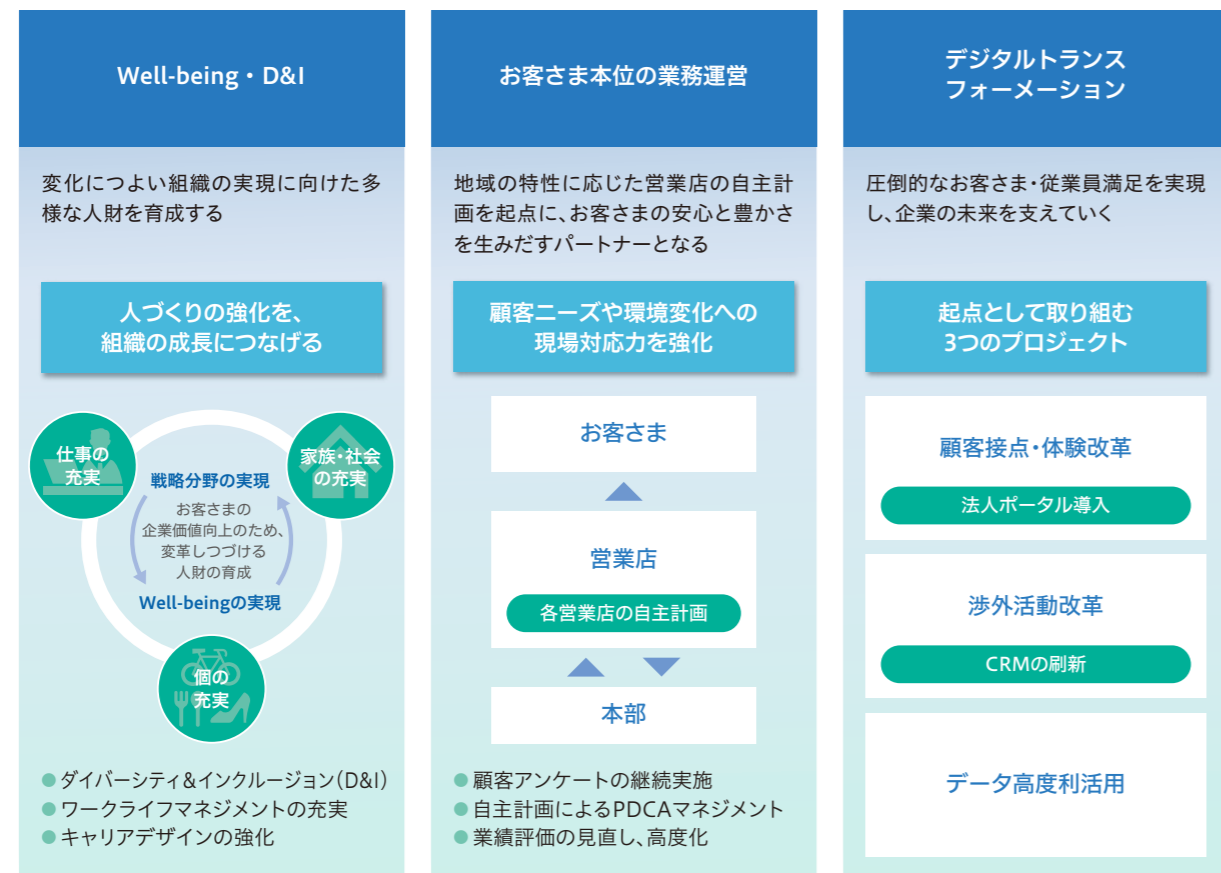 Well-being・D&I
変化につよい組織の実現に向けた多
様な人財を育成する
人づくりの強化を、
組織の成長につなげる
仕事の
充実
家族・社会
の充実
戦略分野の実現
お客さまの
企業価値向上のため、
変革しつづける
人財の育成
Well-beingの実現
個の
充実
●ダイバーシティ&インクルージョン(D&I)
●ワークライフマネジメントの充実
●キャリアデザインの強化
お客さま本位の業務運営
地域の特性に応じた営業店の自主計
画を起点に、お客さまの安心と豊かさ
を生みだすパートナーとなる
顧客ニーズや環境変化への
現場対応力を強化
お客さま
営業店
各営業店の自主計画
本部
●顧客アンケートの継続実施
●自主計画によるPDCAマネジメント
●業績評価の見直し、高度化
デジタルトランス
フォーメーション
圧倒的なお客さま・従業員満足を実現
し、企業の未来を支えていく
起点として取り組む
3つのプロジェクト
顧客接点・体験改革
法人ポータル導入
渉外活動改革
CRMの刷新
データ高度利活用